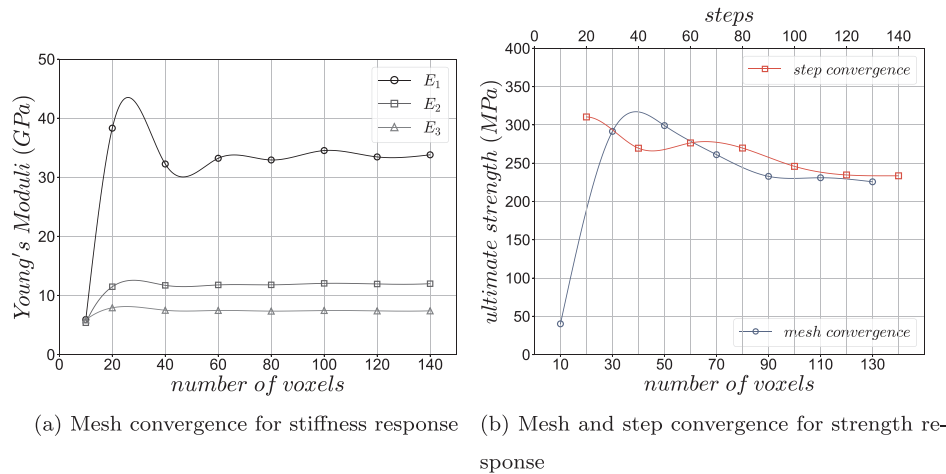 50
40
30
20
10
0
Young's Moduli (GPa)
E1
E2
E3
0 20 40 60 80 100 120 140
number of voxels
(a) Mesh convergence for stiffness response
steps
0 20 40 60 80 100 120 140
400
350
300
250
200
150
100
50
0
ultimate strength (MPa)
step convergence
mesh convergence
10 30 50 70 90 110 130
number of voxels
(b) Mesh and step convergence for strength re-
sponse